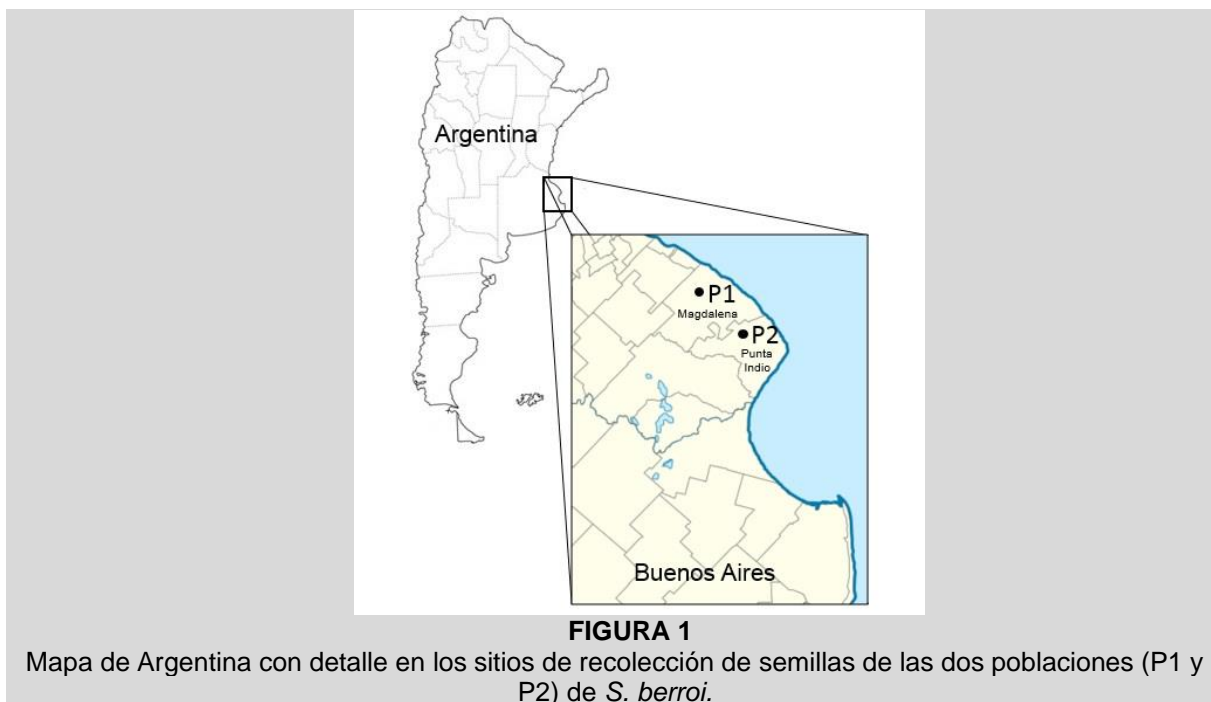 Argentina
P1
Magdalena
P2
Punta
Indio
Buenos Aires
FIGURA 1
Mapa de Argentina con detalle en los sitios de recolección de semillas de las dos poblaciones (P1 y
P2) de S. berroi.